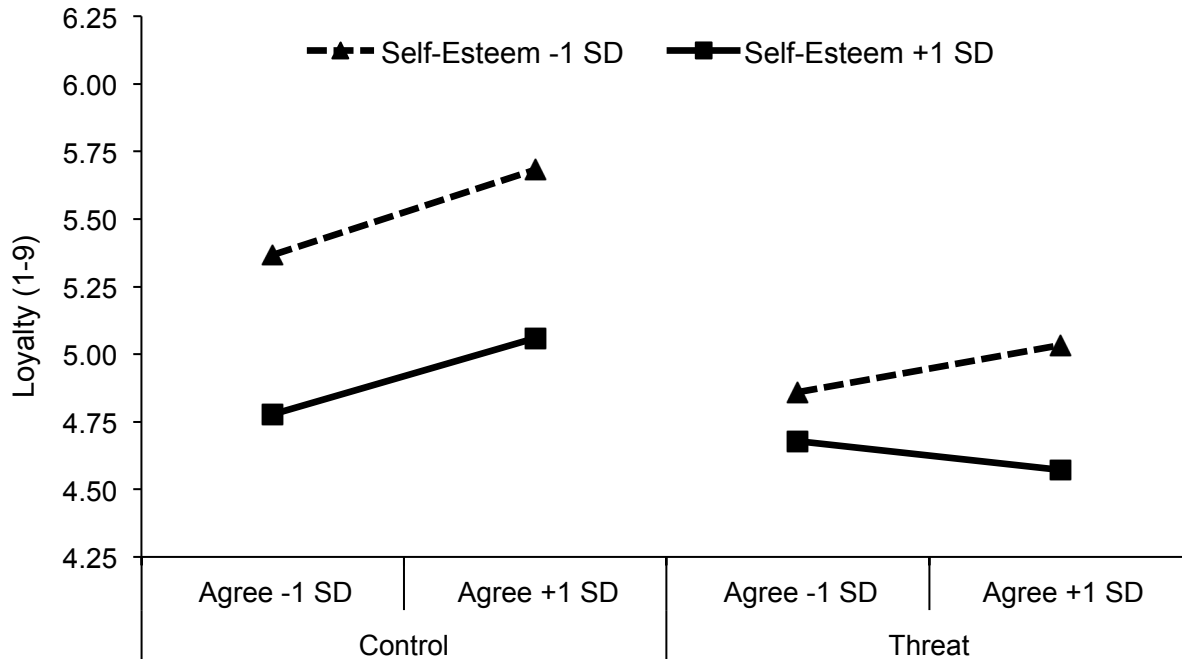 6.25
Self-Esteem -1 SD
Self-Esteem +1 SD
6.00
5.75
5.50
5.25
5.00
4.75
4.50
4.25
Loyalty (1-9)
Agree -1 SD
Agree +1 SD
Agree -1 SD
Agree +1 SD
Control
Threat